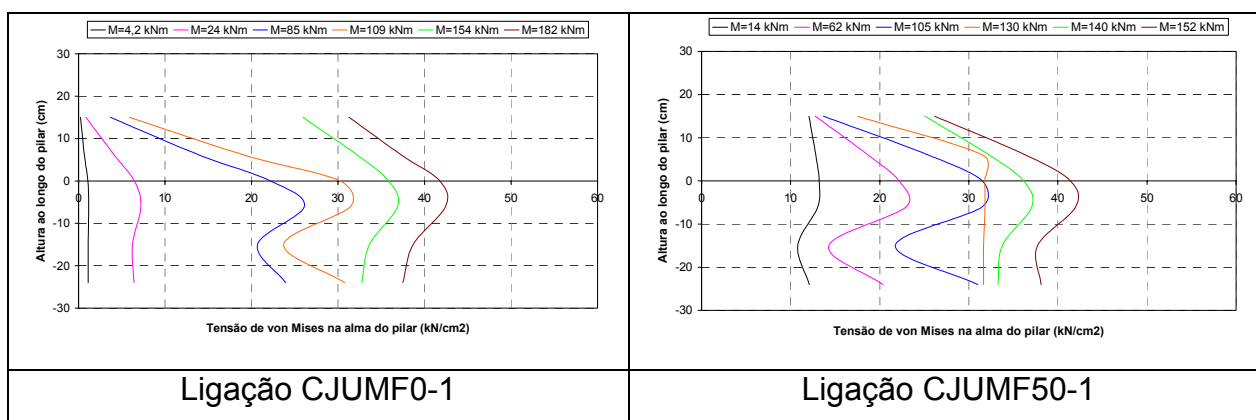 M=4,2 kNm M=24 kNm M=85 kNm M=109 kNm M=154 kNm M=182 kNm
30
20
10
0
-10
-20
-30
0 10 20 30 40 50 60
Altura ao longo do pilar (cm)
Tensão de von Mises na alma do pilar (kN/cm2)
Ligação CJUMF0-1
M=14 kNm M=62 kNm M=105 kNm M=130 kNm M=140 kNm M=152 kNm
30
20
10
0
-10
-20
-30
0 10 20 30 40 50 60
Altura ao longo do pilar (cm)
Tensão de von Mises na alma do pilar (kN/cm2)
Ligação CJUMF50-1